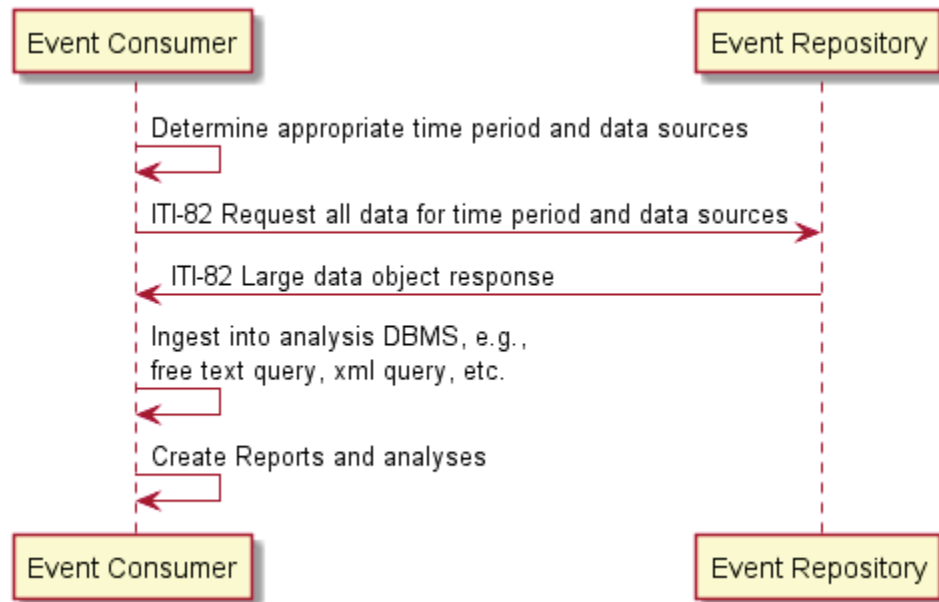 Event Consumer
Event Repository
Determine appropriate time period and data sources
ITI-82 Request all data for time period and data sources
ITI-82 Large data object response
Ingest into analysis DBMS, e.g.,
free text query, xml query, etc.
Create Reports and analyses
Event Consumer
Event Repository